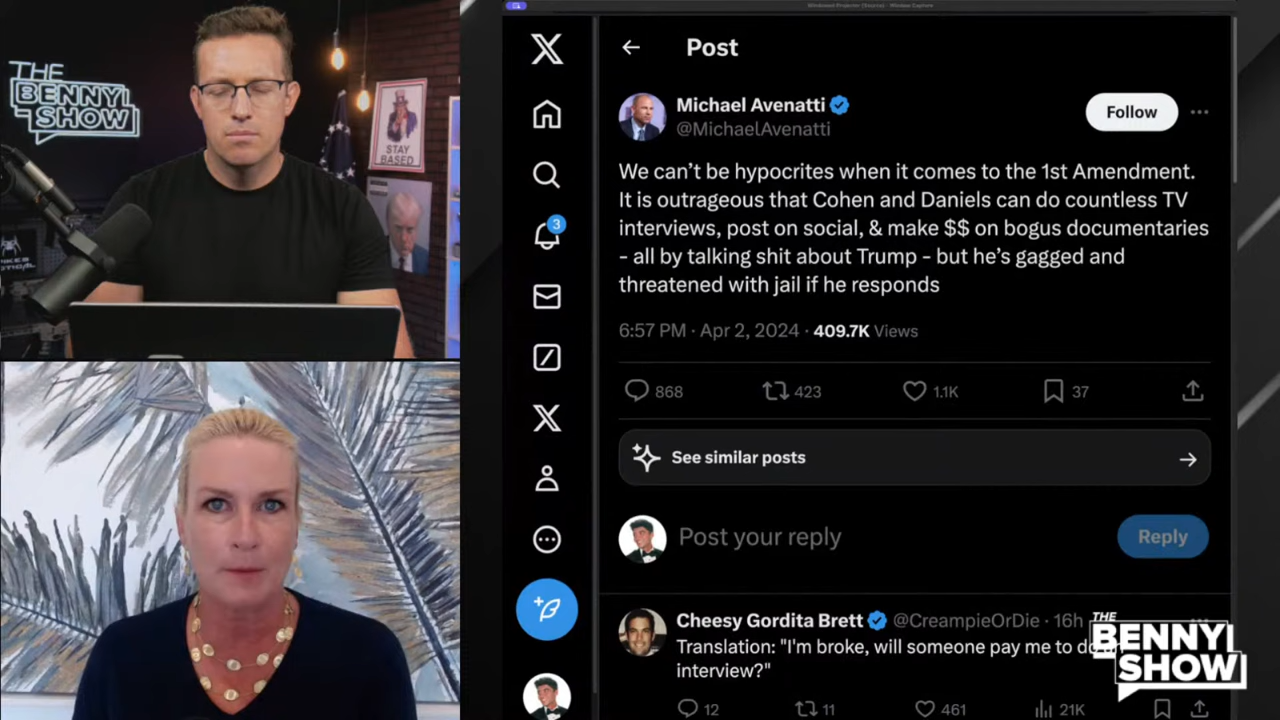 THE
BENNY
SHOW
STAY
BASED
Post
Michael Avenatti
@MichaelAvenatti
Follow
We can’t be hypocrites when it comes to the 1st Amendment.
It is outrageous that Cohen and Daniels can do countless TV
interviews, post on social, & make $$ on bogus documentaries
- all by talking shit about Trump - but he’s gagged and
threatened with jail if he responds
6:57 PM · Apr 2, 2024 · 409.7K Views
3
868
423
1.1K
37
See similar posts
Post your reply
Reply
Cheesy Gordita Brett @CreampieOrDie · 16h
Translation: "I'm broke, will someone pay me to do
interview?"
12
11
461
21K
THE
BENNY
SHOW